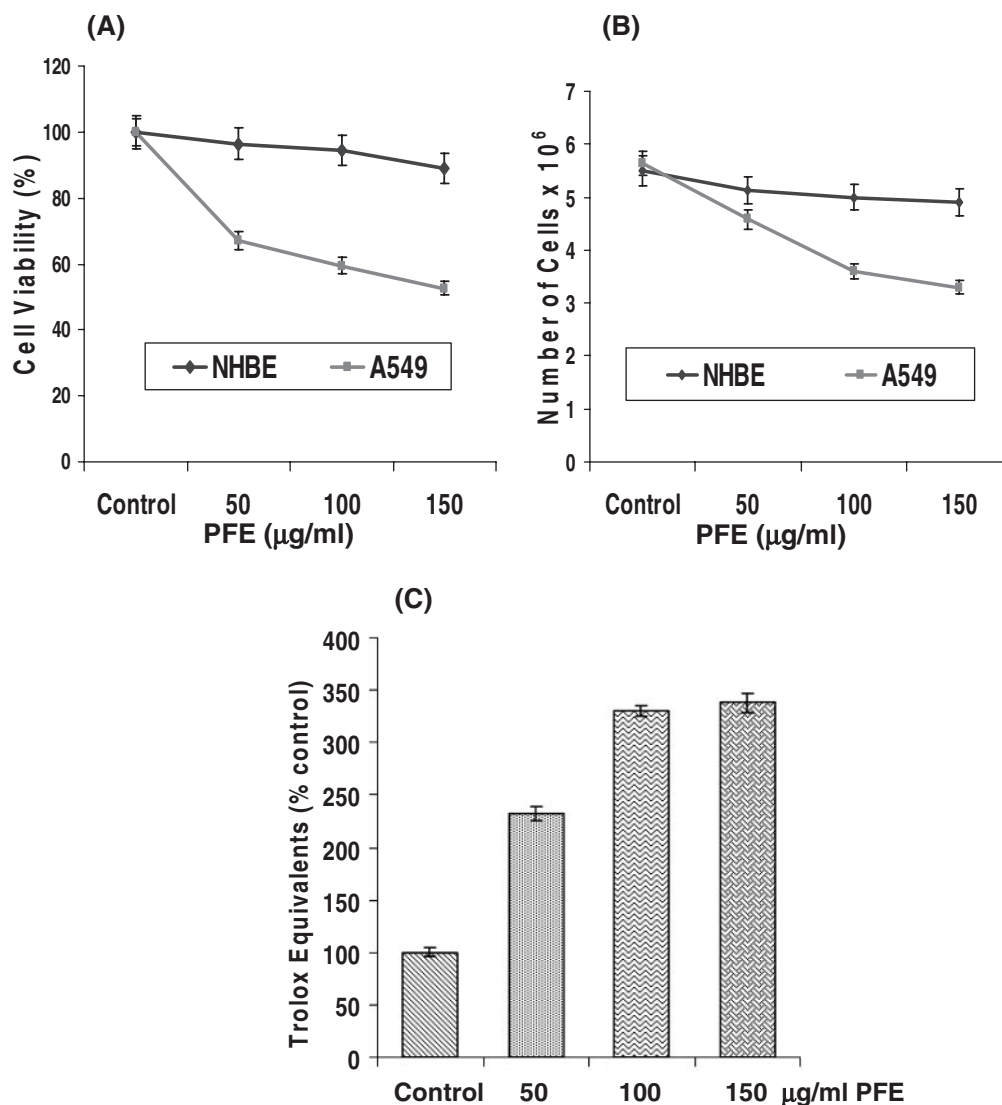 (A)
120
100
80
60
40
20
0
Cell Viability (%)
NHBE
A549
Control 50 100 150
PFE (μg/ml)
(B)
7
6
5
4
3
2
1
0
Number of Cells x 10⁶
NHBE
A549
Control 50 100 150
PFE (μg/ml)
(C)
400
350
300
250
200
150
100
50
0
Trolox Equivalents (% control)
Control 50 100 150 μg/ml PFE